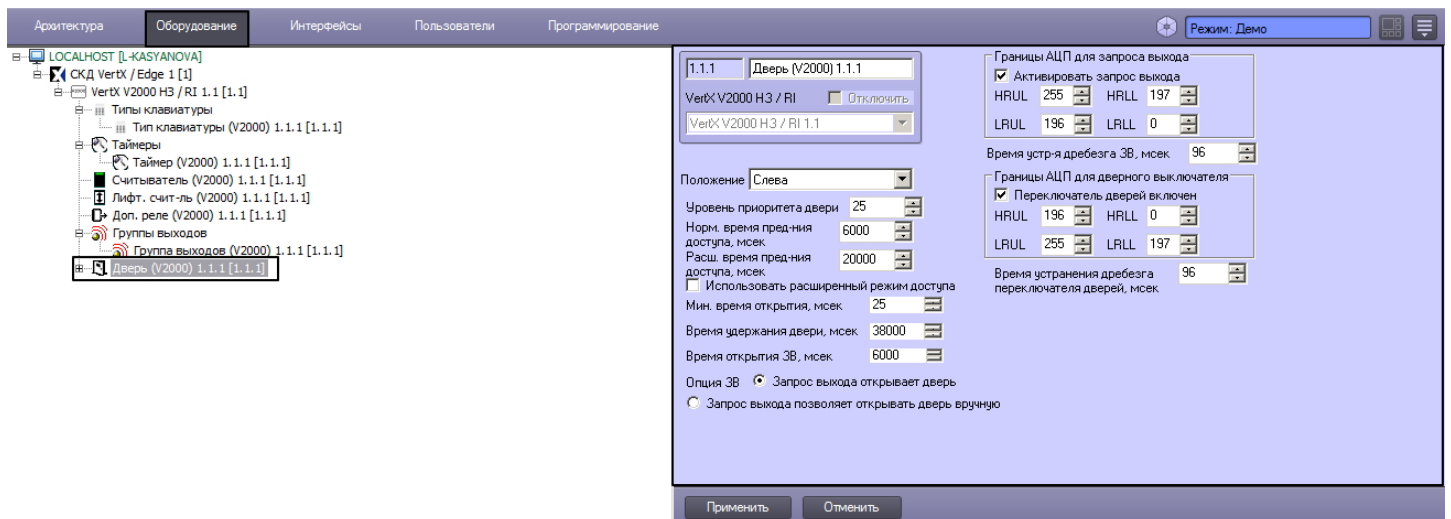 Архитектура Оборудование Интерфейсы Пользователи Программирование Режим: Демо
LOCALHOST [L-KASYANOVA]
СКД VertX / Edge 1 [1]
VertX V2000 H3 / RI 1.1 [1.1]
Типы клавиатуры
Тип клавиатуры (V2000) 1.1.1 [1.1.1]
Таймеры
Таймер (V2000) 1.1.1 [1.1.1]
Считыватель (V2000) 1.1.1 [1.1.1]
Лифт. счит-ль (V2000) 1.1.1 [1.1.1]
Доп. реле (V2000) 1.1.1 [1.1.1]
Группы выходов
Группа выходов (V2000) 1.1.1 [1.1.1]
Дверь (V2000) 1.1.1 [1.1.1]
1.1.1 Дверь (V2000) 1.1.1
VertX V2000 H3 / RI Отключить
VertX V2000 H3 / RI 1.1
Положение Слева
Уровень приоритета двери 25
Норм. время пред-ния
доступа, мсек 6000
Расш. время пред-ния
доступа, мсек 20000
Использовать расширенный режим доступа
Мин. время открытия, мсек 25
Время удержания двери, мсек 38000
Время открытия ЗВ, мсек 6000
Опция ЗВ Запрос выхода открывает дверь
Запрос выхода позволяет открывать дверь вручную
Границы АЦП для запроса выхода
Активировать запрос выхода
HRUL 255 HRLL 197
LRUL 196 LRLL 0
Время устр-я дребезга ЗВ, мсек 96
Границы АЦП для дверного выключателя
Переключатель дверей включен
HRUL 196 HRLL 0
LRUL 255 LRLL 197
Время устранения дребезга 96
переключателя дверей, мсек
Применить Отменить